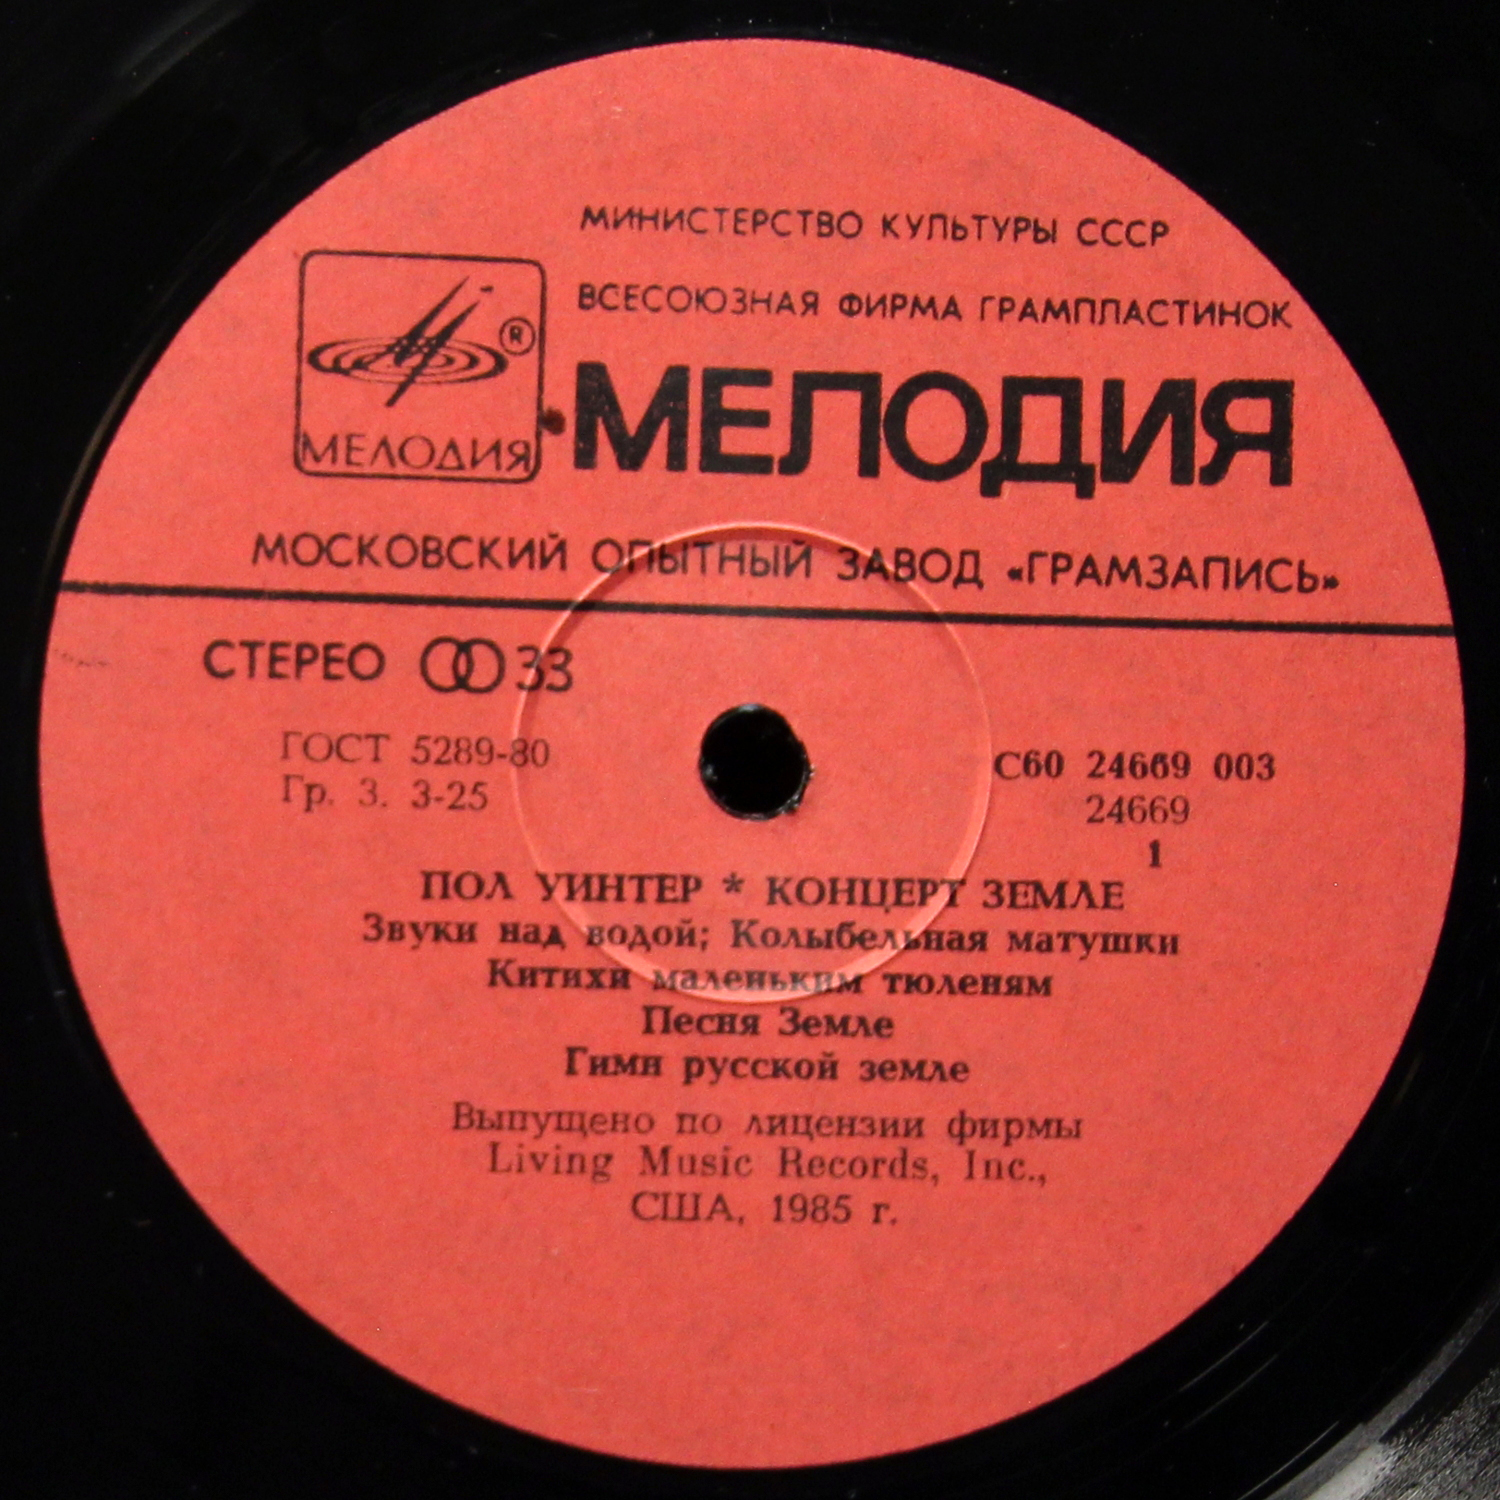 МИНИСТЕРСТВО КУЛЬТУРЫ СССР
ВСЕСОЮЗНАЯ ФИРМА ГРАМПЛАСТИНОК
®
МЕЛОДИЯ
МЕЛОДИЯ
МОСКОВСКИЙ ОПЫТНЫЙ ЗАВОД «ГРАМЗАПИСЬ»
СТЕРЕО 33
ГОСТ 5289-80
Гр. 3. 3-25
С60 24669 003
24669
1
ПОЛ УИНТЕР * КОНЦЕРТ ЗЕМЛЕ
Звуки над водой; Колыбельная матушки
Китихи маленьким тюленям
Песня Земле
Гимн русской земле
Выпущено по лицензии фирмы
Living Music Records, Inc.,
США, 1985 г.